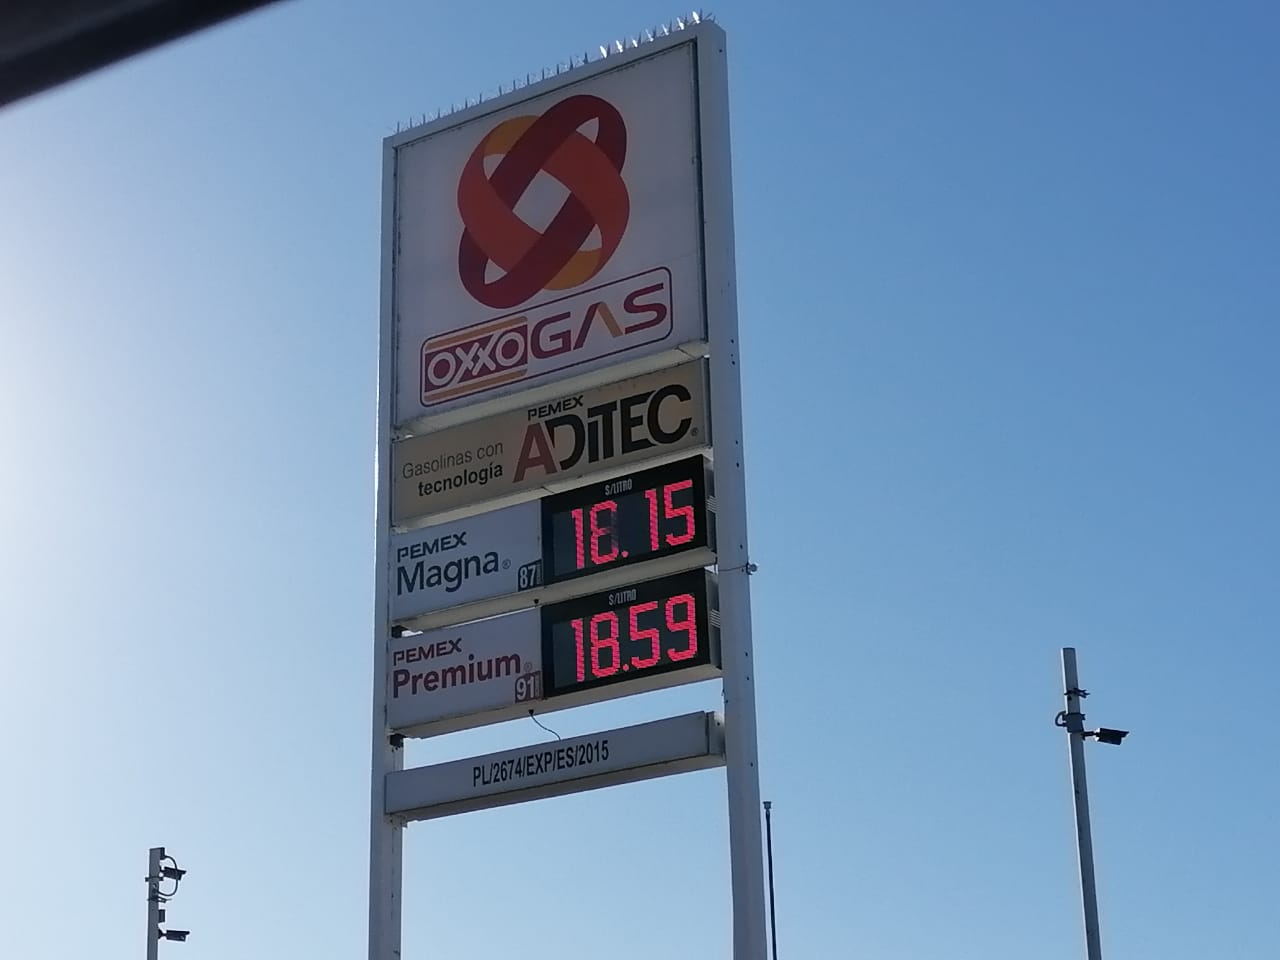 OXXO GAS
PEMEX
Gasolinas con
tecnología
ADiTEC®
$/LITRO
PEMEX
Magna®
87
18.15
$/LITRO
PEMEX
Premium®
91
18.59
PL/2674/EXP/ES/2015